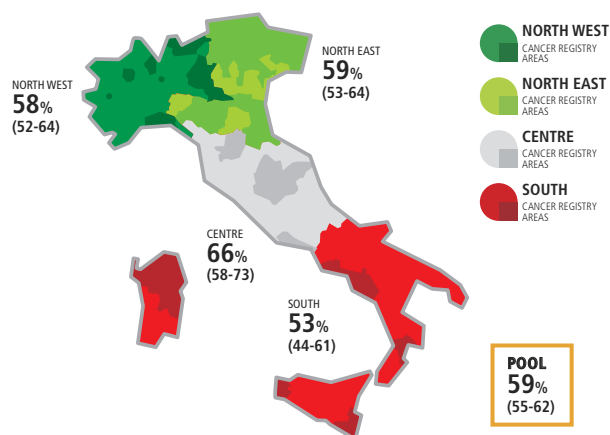 NORTH WEST
58%
(52-64)
NORTH EAST
59%
(53-64)
CENTRE
66%
(58-73)
SOUTH
53%
(44-61)
NORTH WEST
CANCER REGISTRY
AREAS
NORTH EAST
CANCER REGISTRY
AREAS
CENTRE
CANCER REGISTRY
AREAS
SOUTH
CANCER REGISTRY
AREAS
POOL
59%
(55-62)